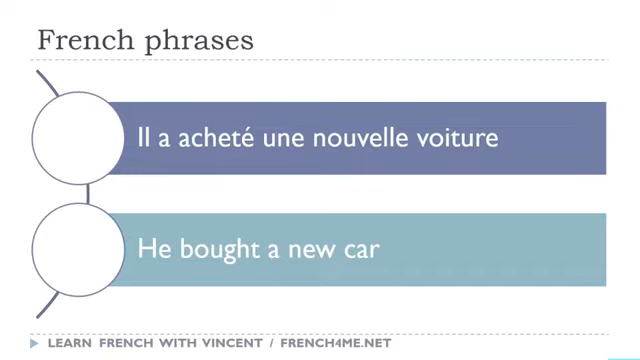 French phrases
Il a acheté une nouvelle voiture
He bought a new car
LEARN FRENCH WITH VINCENT / FRENCH4ME.NET